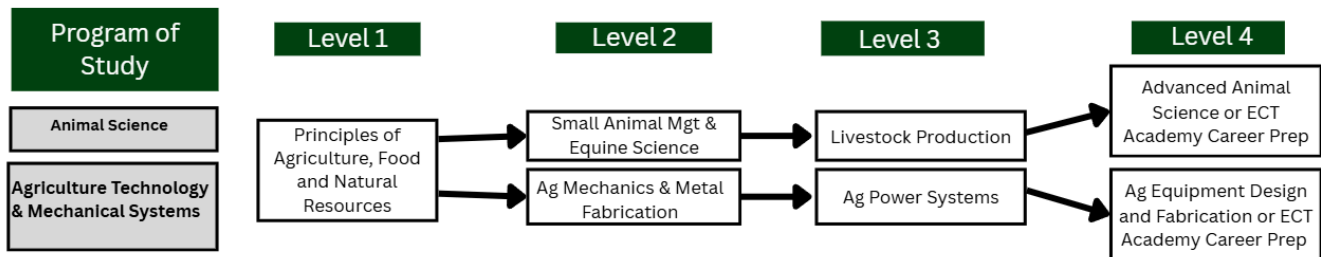 Program of
Study
Level 1
Level 2
Level 3
Level 4
Animal Science
Agriculture Technology
& Mechanical Systems
Principles of
Agriculture, Food
and Natural
Resources
Small Animal Mgt &
Equine Science
Ag Mechanics & Metal
Fabrication
Livestock Production
Ag Power Systems
Advanced Animal
Science or ECT
Academy Career Prep
Ag Equipment Design
and Fabrication or ECT
Academy Career Prep